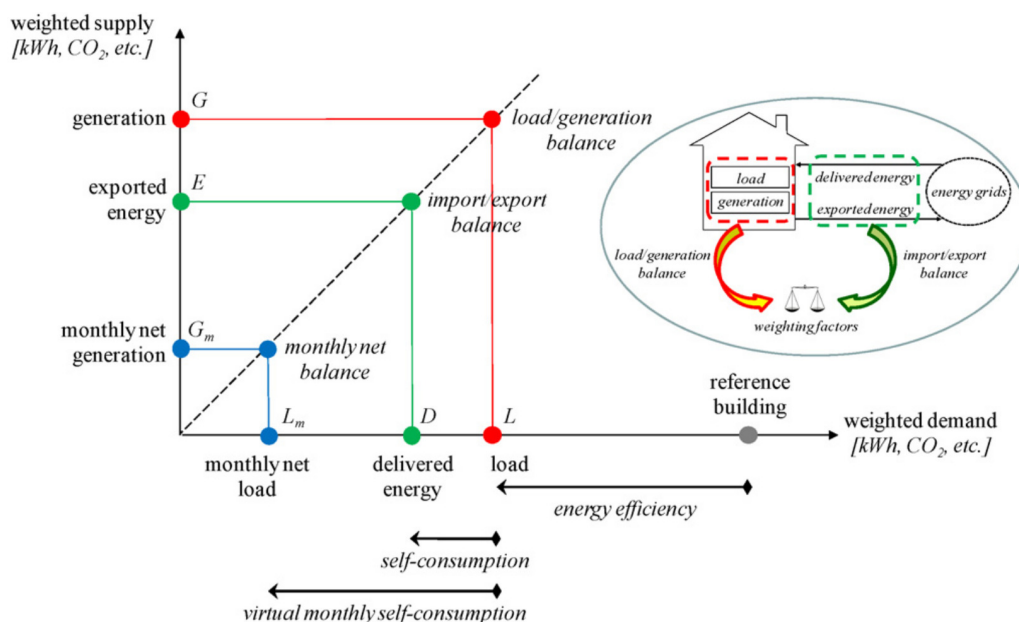 weighted supply
[kWh, CO2, etc.]
G
generation
load/generation
balance
E
exported
energy
import/export
balance
Gm
monthly net
generation
monthly net
balance
Lm
D
L
reference
building
weighted demand
[kWh, CO2, etc.]
monthly net
load
delivered
energy
load
energy efficiency
self-consumption
virtual monthly self-consumption
load
generation
delivered energy
exported energy
energy grids
load/generation
balance
import/export
balance
weighting factors